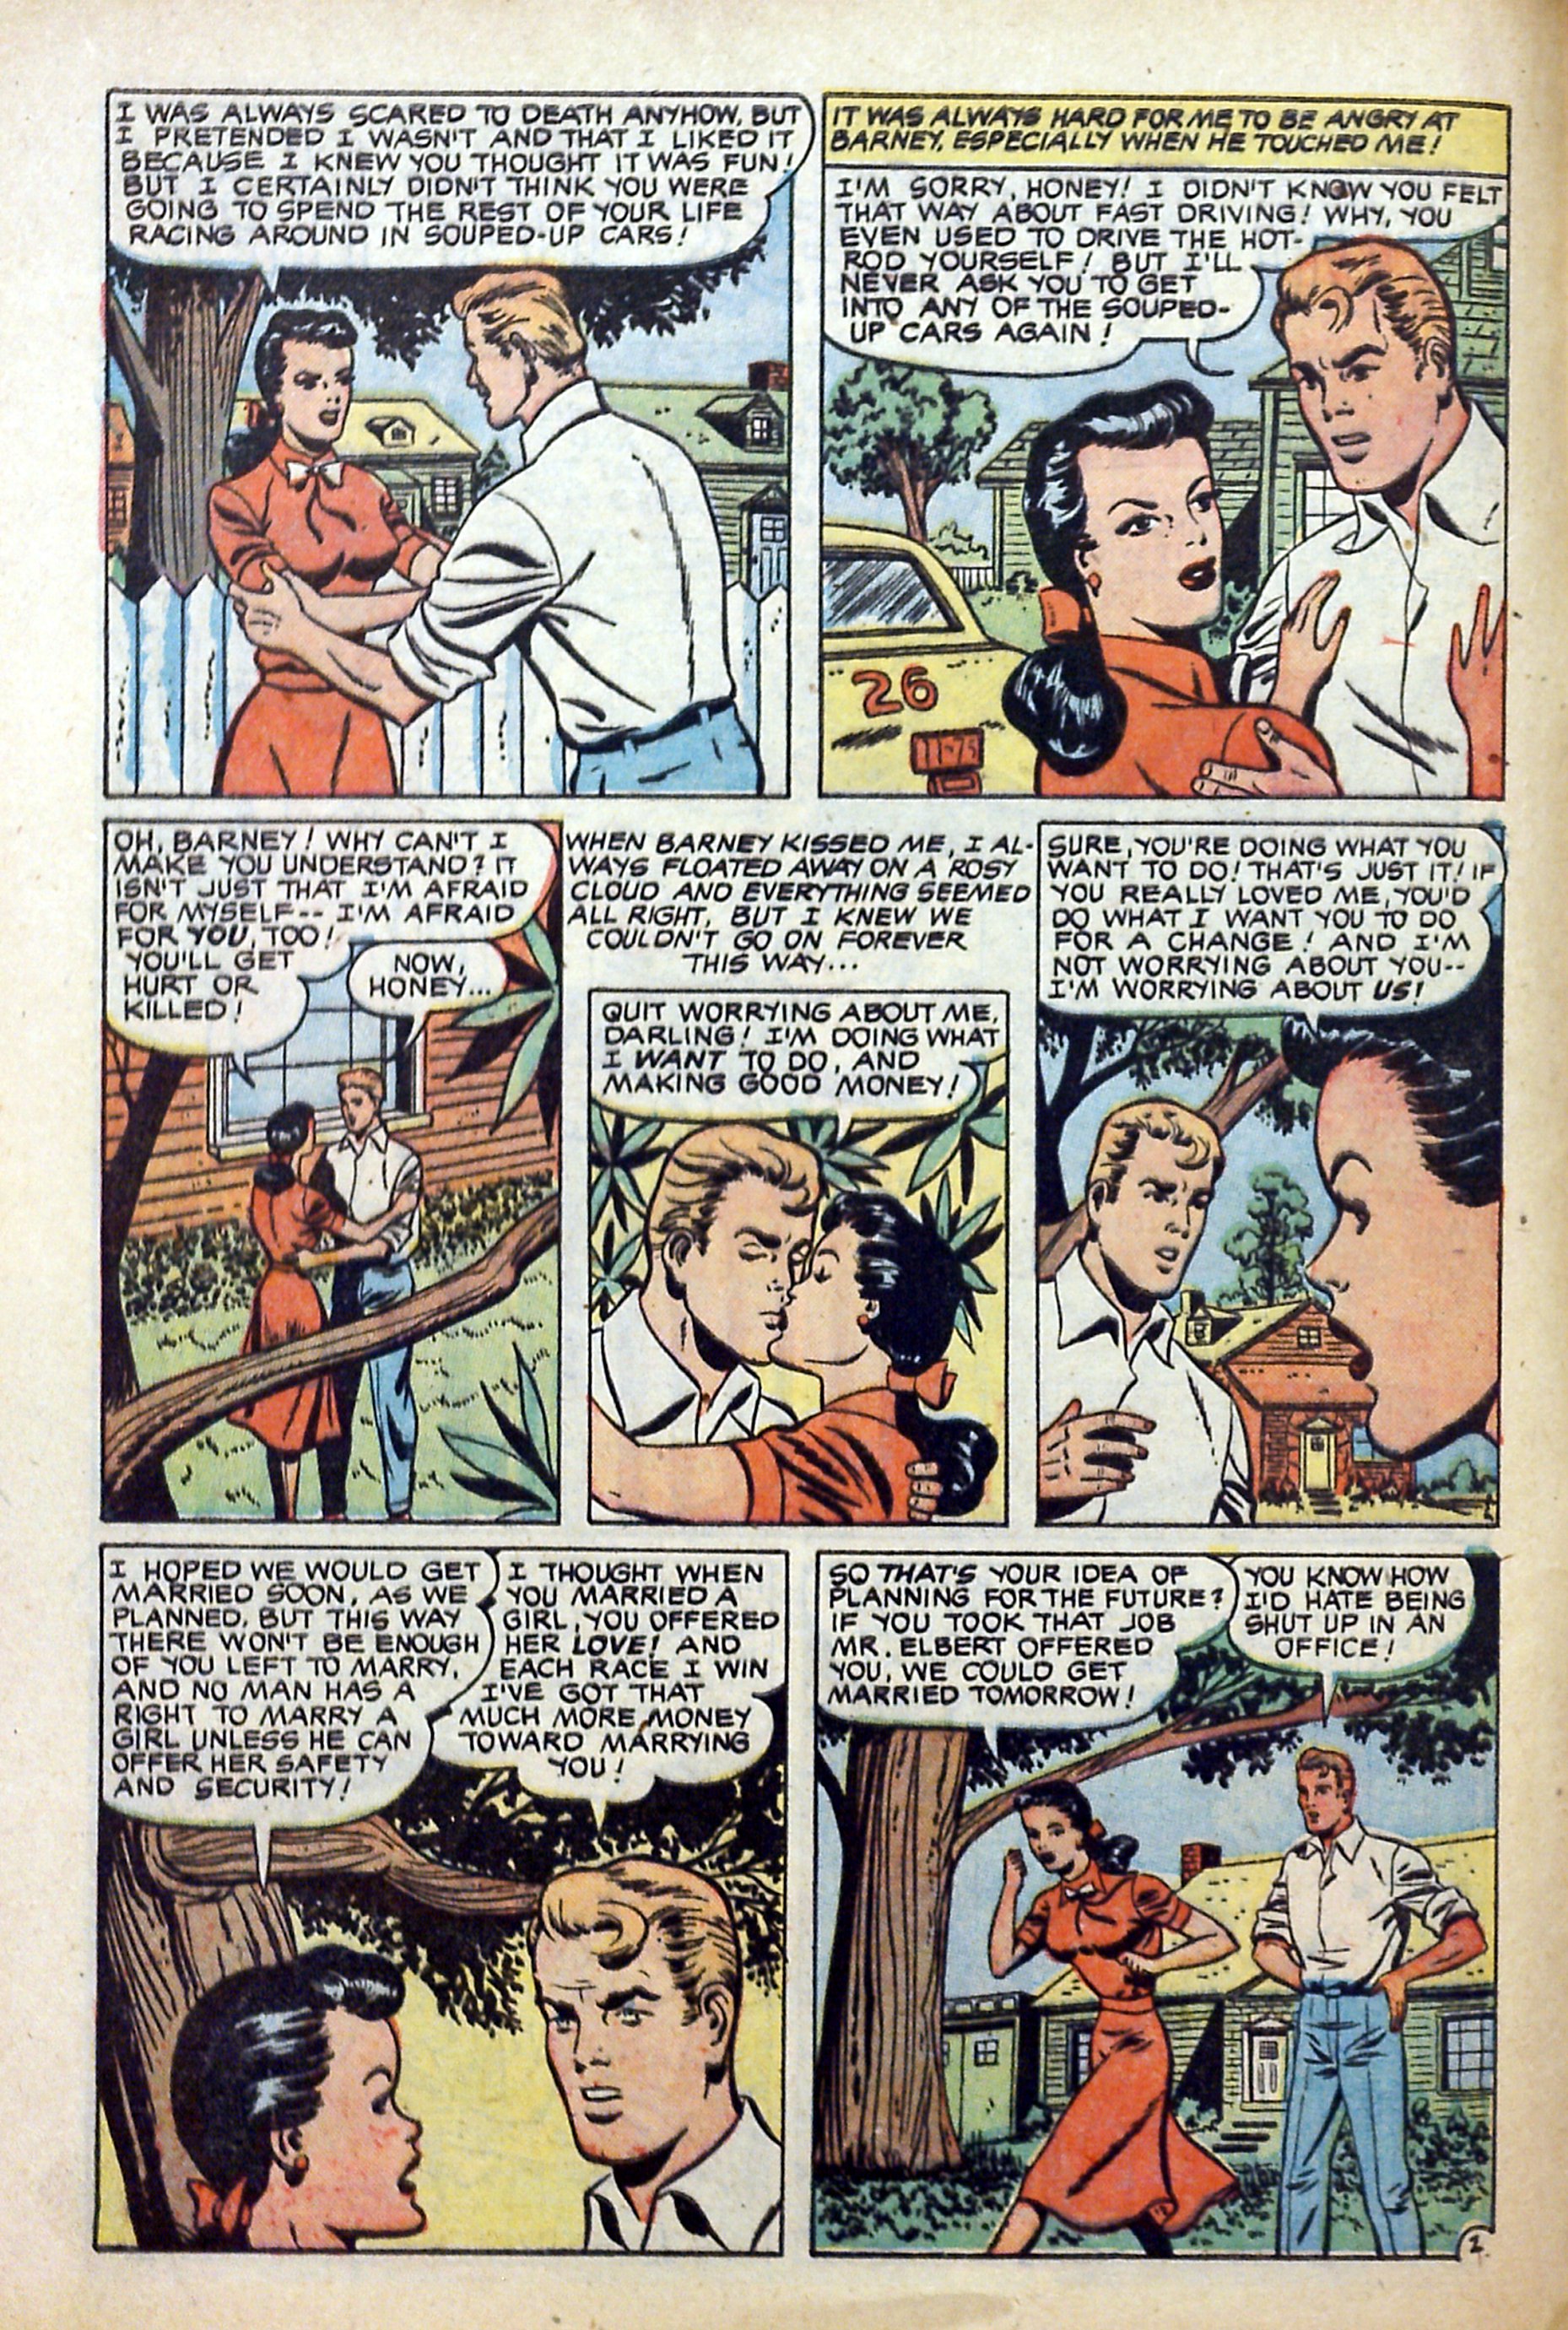 I WAS ALWAYS SCARED TO DEATH ANYHOW, BUT
I PRETENDED I WASN'T AND THAT I LIKED IT
BECAUSE I KNEW YOU THOUGHT IT WAS FUN!
BUT I CERTAINLY DIDN'T THINK YOU WERE
GOING TO SPEND THE REST OF YOUR LIFE
RACING AROUND IN SOUPED-UP CARS!
IT WAS ALWAYS HARD FOR ME TO BE ANGRY AT
BARNEY, ESPECIALLY WHEN HE TOUCHED ME!
I'M SORRY, HONEY! I DIDN'T KNOW YOU FELT
THAT WAY ABOUT FAST DRIVING! WHY, YOU
EVEN USED TO DRIVE THE HOT-
ROD YOURSELF! BUT I'LL
NEVER ASK YOU TO GET
INTO ANY OF THE SOUPED-
UP CARS AGAIN!
26
11-75
OH, BARNEY! WHY CAN'T I
MAKE YOU UNDERSTAND? IT
ISN'T JUST THAT I'M AFRAID
FOR MYSELF-- I'M AFRAID
FOR YOU, TOO!
YOU'LL GET
HURT OR
KILLED!
NOW,
HONEY...
WHEN BARNEY KISSED ME, I AL-
WAYS FLOATED AWAY ON A ROSY
CLOUD AND EVERYTHING SEEMED
ALL RIGHT, BUT I KNEW WE
COULDN'T GO ON FOREVER
THIS WAY...
QUIT WORRYING ABOUT ME,
DARLING! I'M DOING WHAT
I WANT TO DO, AND
MAKING GOOD MONEY!
SURE, YOU'RE DOING WHAT YOU
WANT TO DO! THAT'S JUST IT! IF
YOU REALLY LOVED ME, YOU'D
DO WHAT I WANT YOU TO DO
FOR A CHANGE! AND I'M
NOT WORRYING ABOUT YOU--
I'M WORRYING ABOUT US!
I HOPED WE WOULD GET
MARRIED SOON, AS WE
PLANNED, BUT THIS WAY
THERE WON'T BE ENOUGH
OF YOU LEFT TO MARRY,
AND NO MAN HAS A
RIGHT TO MARRY A
GIRL UNLESS HE CAN
OFFER HER SAFETY
AND SECURITY!
I THOUGHT WHEN
YOU MARRIED A
GIRL, YOU OFFERED
HER LOVE! AND
EACH RACE I WIN
I'VE GOT THAT
MUCH MORE MONEY
TOWARD MARRYING
YOU!
SO THAT'S YOUR IDEA OF
PLANNING FOR THE FUTURE?
IF YOU TOOK THAT JOB
MR. ELBERT OFFERED
YOU, WE COULD GET
MARRIED TOMORROW!
YOU KNOW HOW
I'D HATE BEING
SHUT UP IN AN
OFFICE!
2